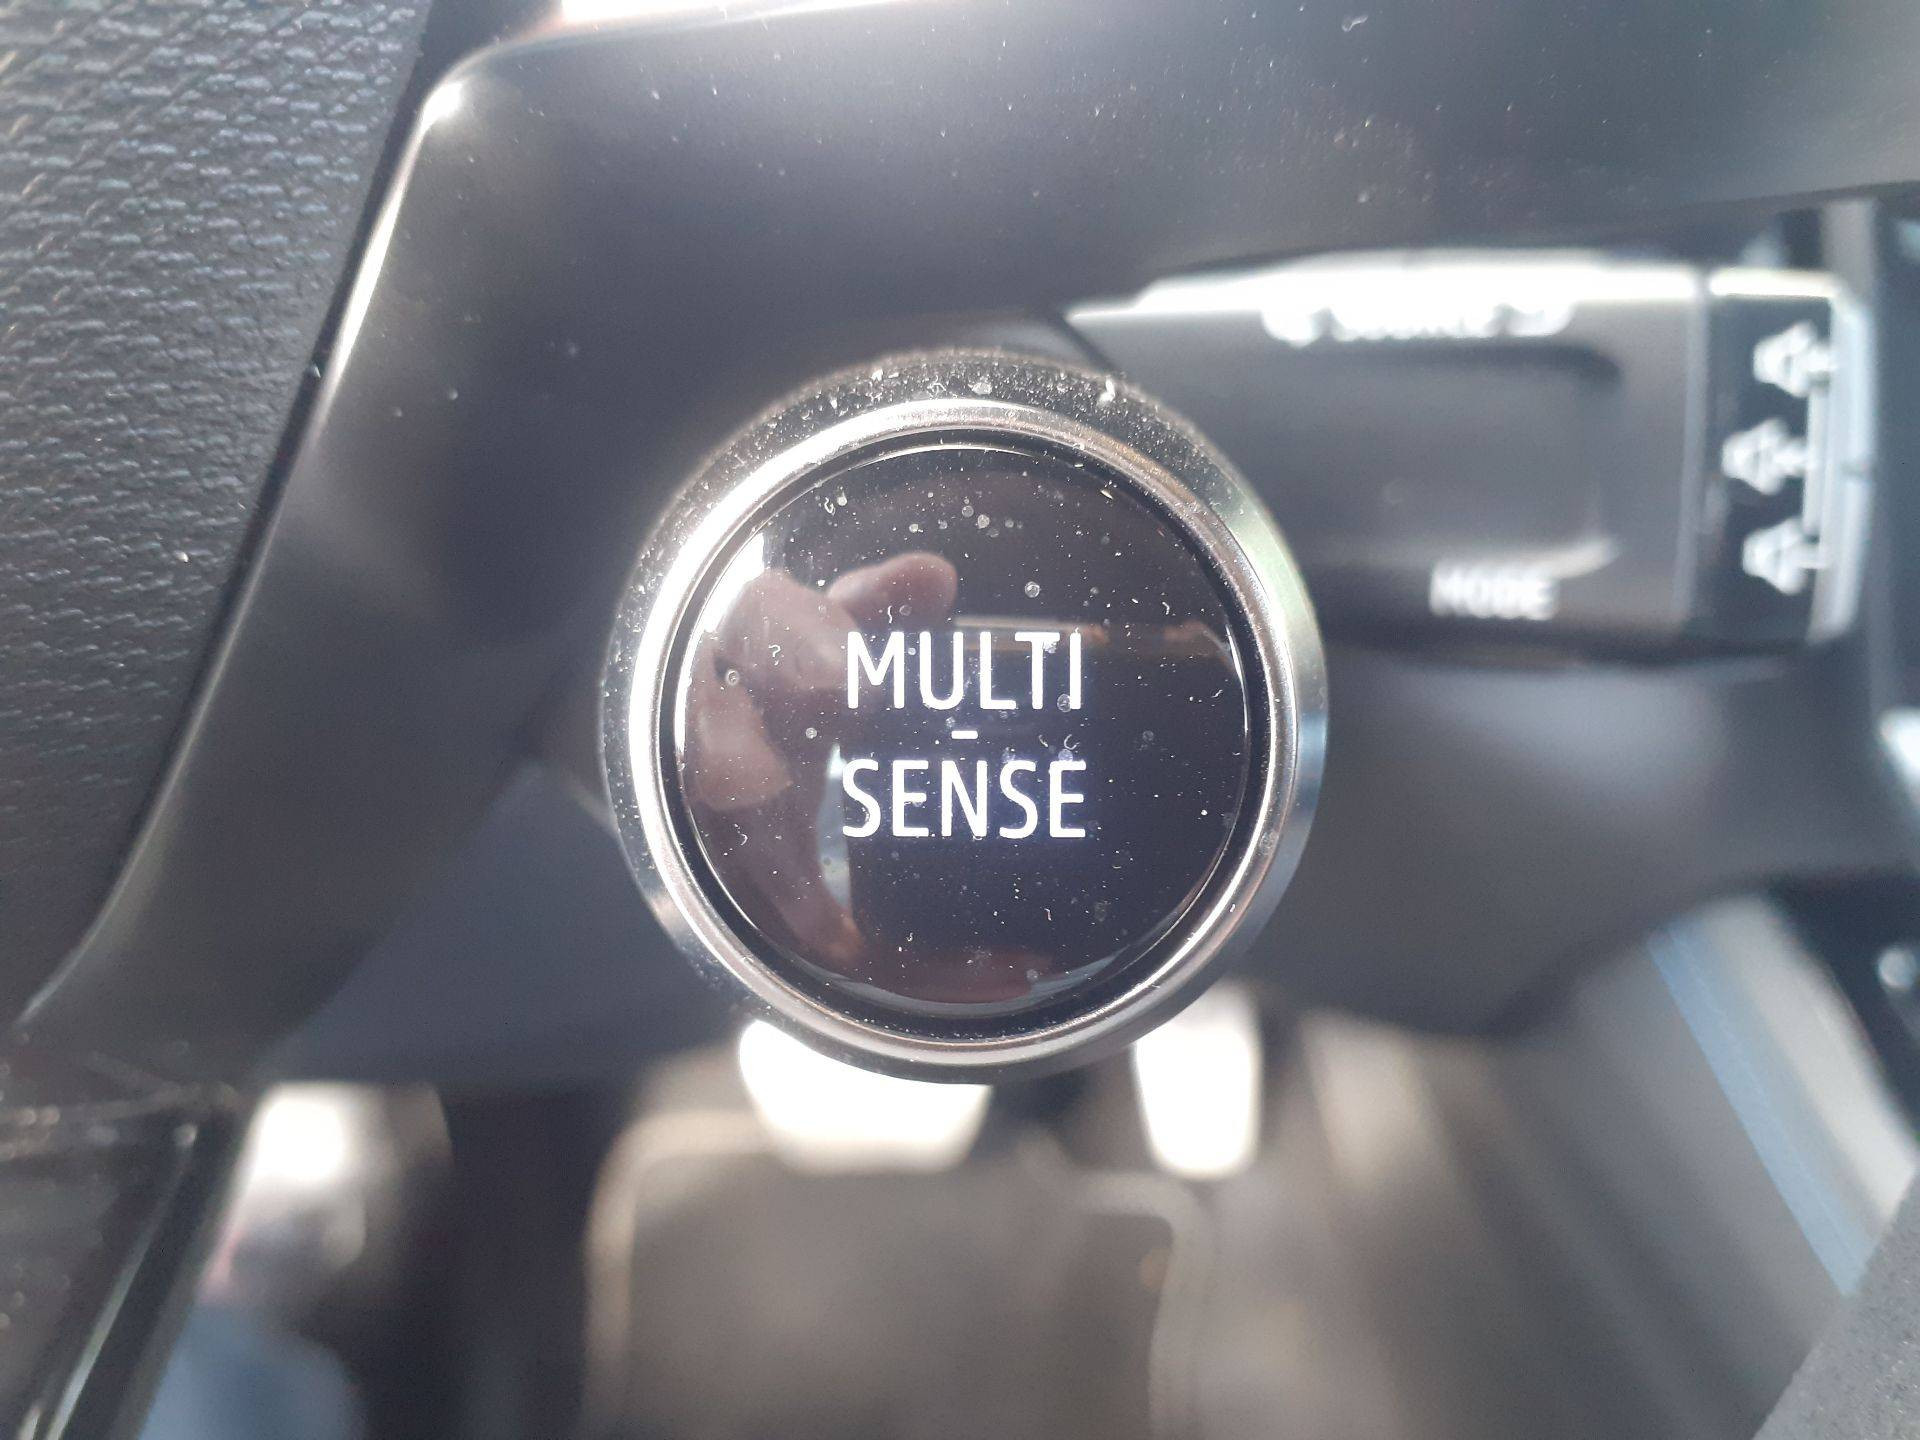 MODE
MULTI
-
SENSE